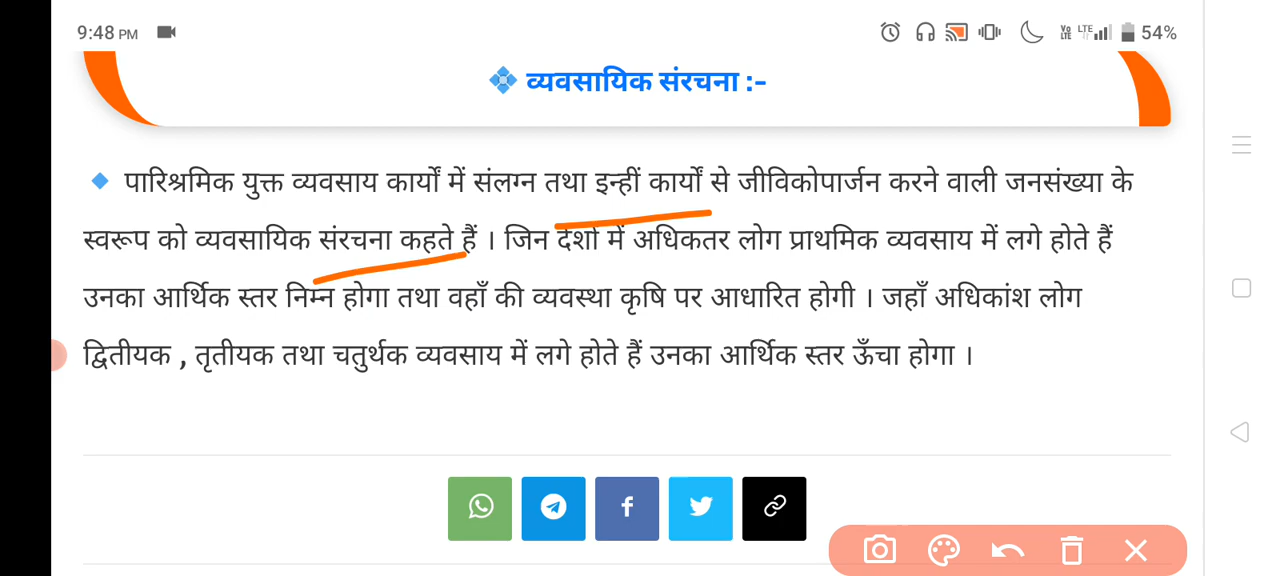 9:48 PM VoLTE LTE 54%
व्यवसायिक संरचना :-
पारिश्रमिक युक्त व्यवसाय कार्यों में संलग्न तथा इन्हीं कार्यों से जीविकोपार्जन करने वाली जनसंख्या के
स्वरूप को व्यवसायिक संरचना कहते हैं । जिन देशों में अधिकतर लोग प्राथमिक व्यवसाय में लगे होते हैं
उनका आर्थिक स्तर निम्न होगा तथा वहाँ की व्यवस्था कृषि पर आधारित होगी । जहाँ अधिकांश लोग
द्वितीयक , तृतीयक तथा चतुर्थक व्यवसाय में लगे होते हैं उनका आर्थिक स्तर ऊँचा होगा ।